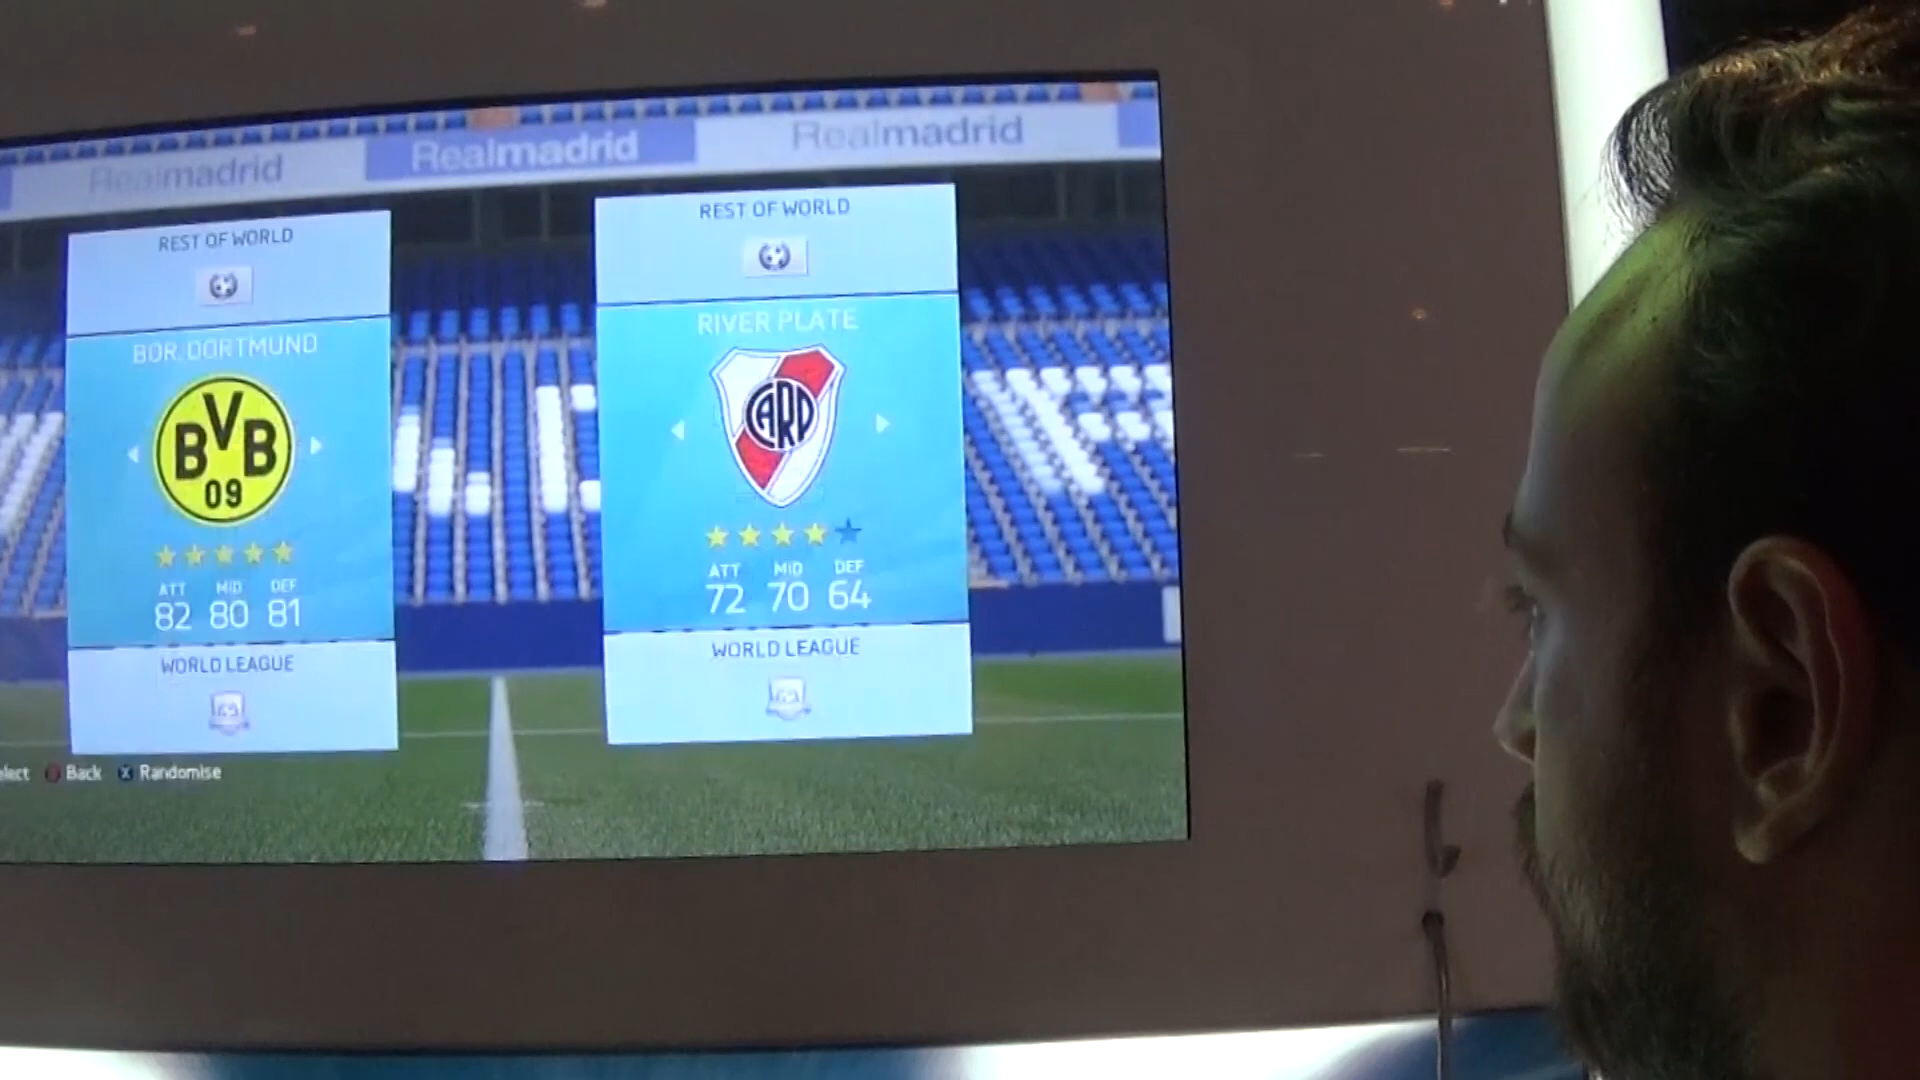 Realmadrid Realmadrid Realmadrid
REST OF WORLD
BOR. DORTMUND
BVB
09
ATT MID DEF
82 80 81
WORLD LEAGUE
REST OF WORLD
RIVER PLATE
CARP
ATT MID DEF
72 70 64
WORLD LEAGUE
Back X Randomise